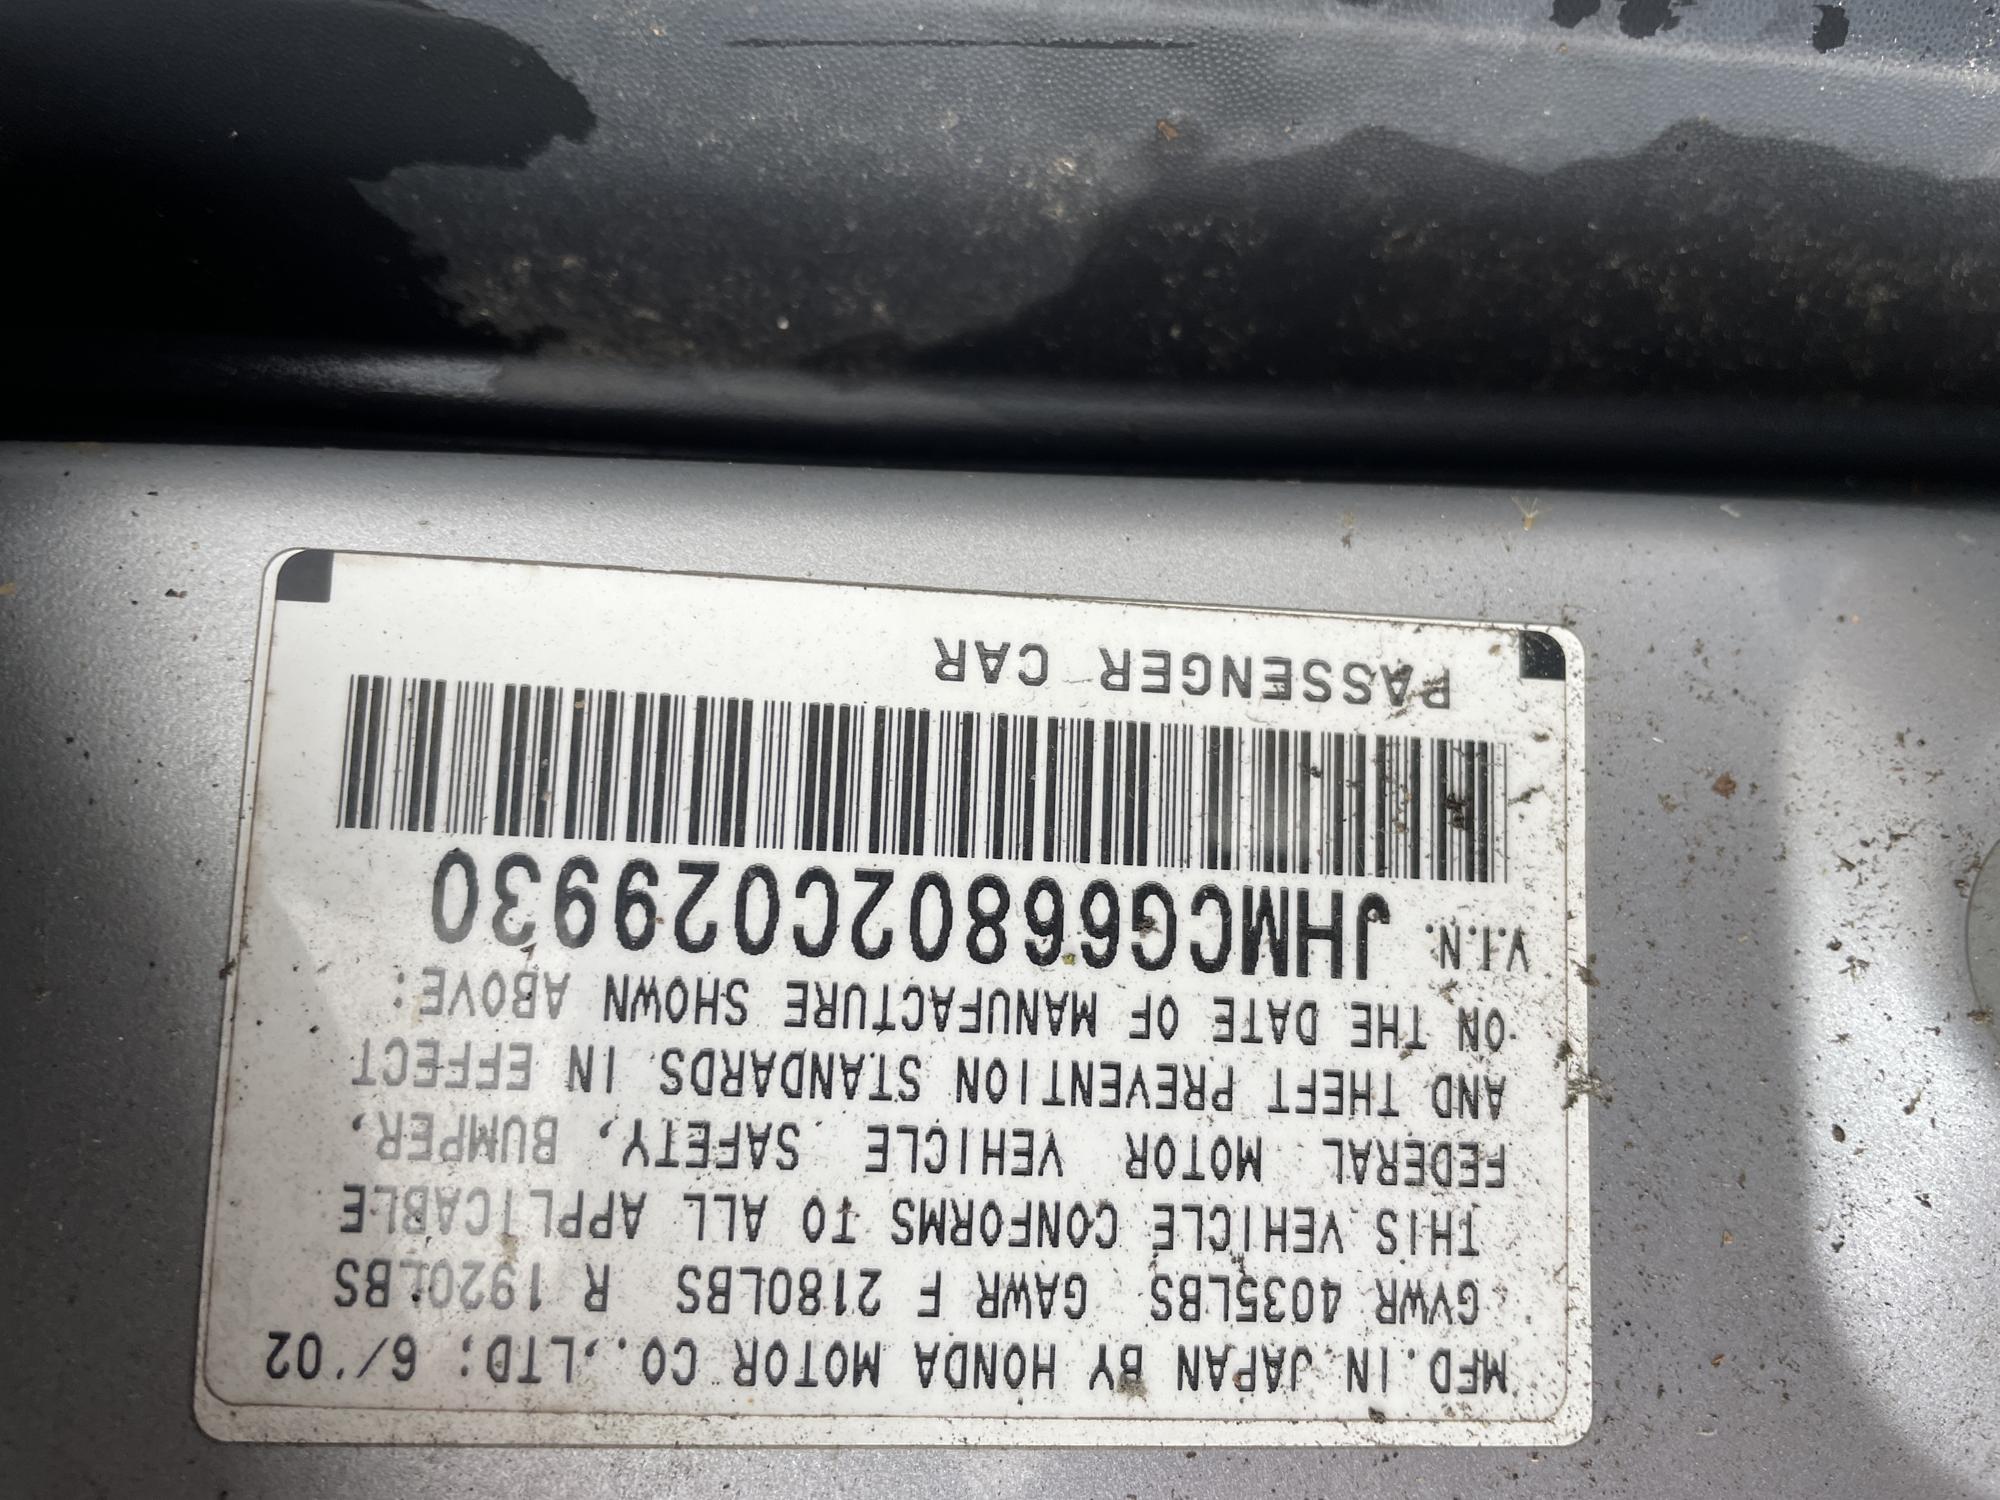 MFD. IN JAPAN BY HONDA MOTOR CO., LTD; 6/'02
GVWR 4035LBS GAWR F 2180LBS R 1920LBS
THIS VEHICLE CONFORMS TO ALL APPLICABLE
FEDERAL MOTOR VEHICLE SAFETY, BUMPER,
AND THEFT PREVENTION STANDARDS IN EFFECT
ON THE DATE OF MANUFACTURE SHOWN ABOVE:
V.I.N. JHMCG66802C029930
PASSENGER CAR